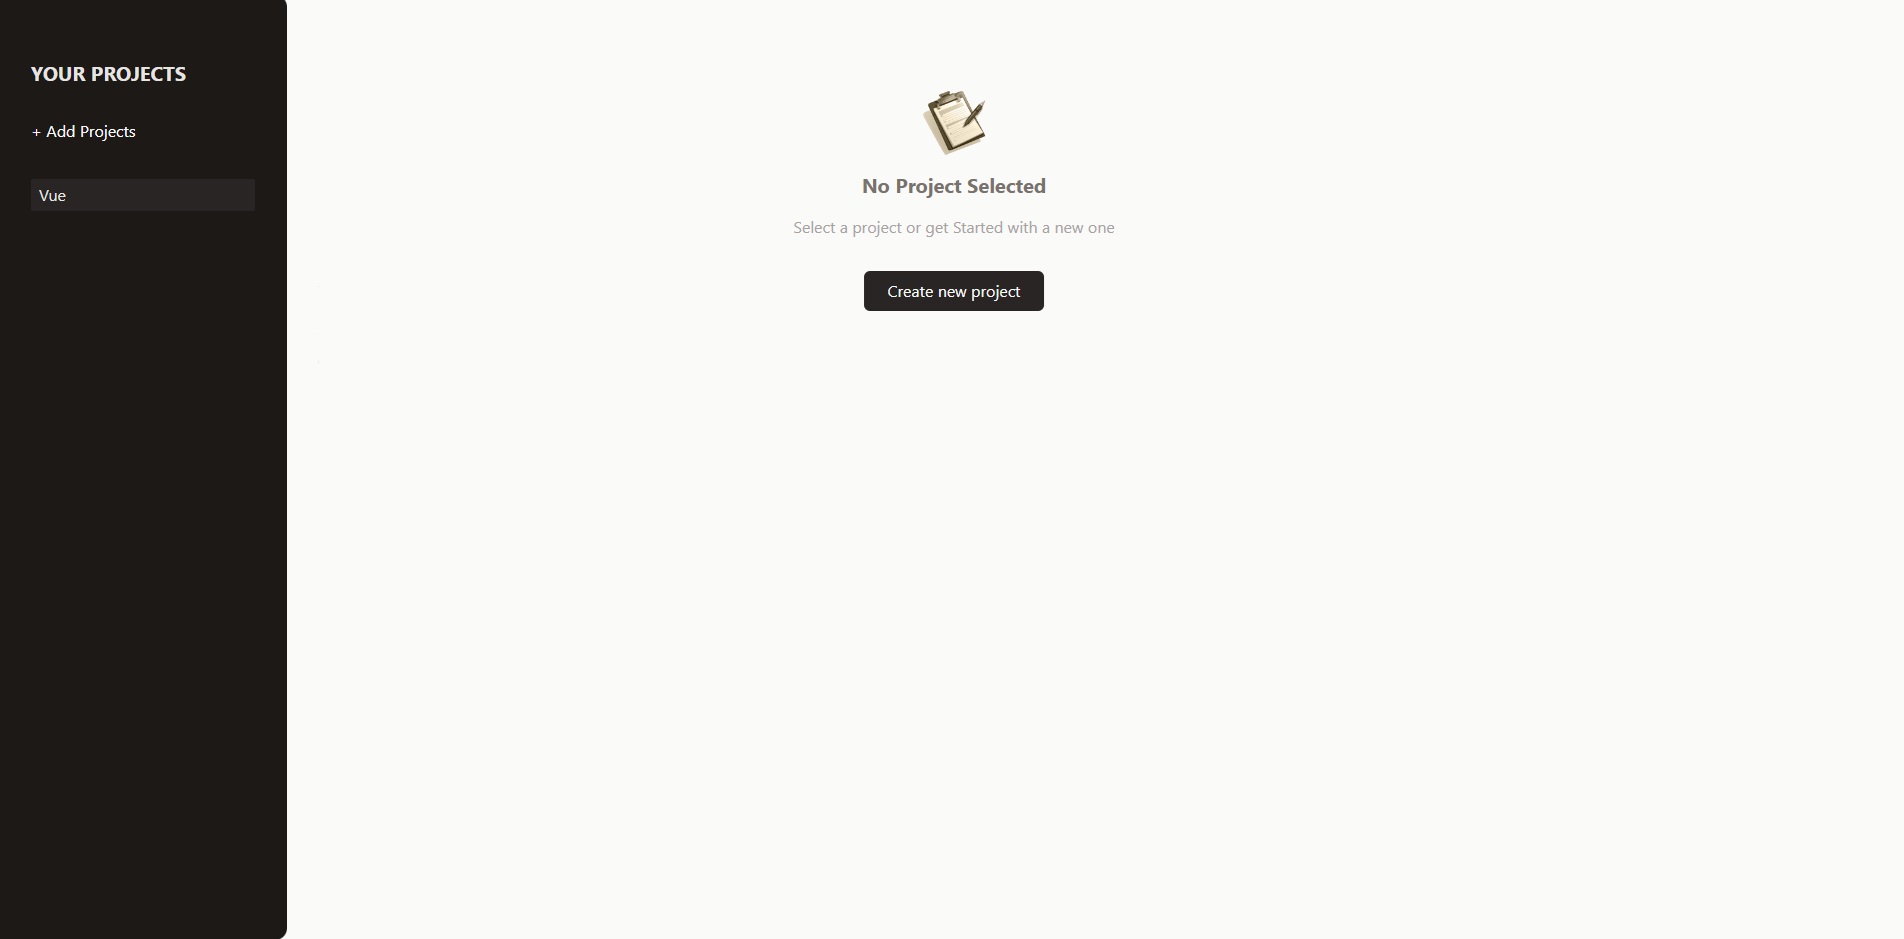 YOUR PROJECTS
+ Add Projects
Vue
No Project Selected
Select a project or get Started with a new one
Create new project